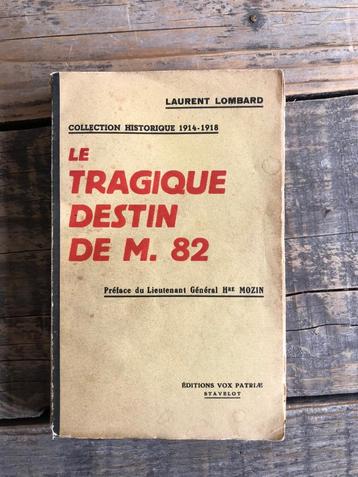 LAURENT LOMBARD
COLLECTION HISTORIQUE 1914-1918
LE
TRAGIQUE
DESTIN
DE M. 82
Préface du Lieutenant Général Hᴿᴱ MOZIN
ÉDITIONS VOX PATRIÆ
STAVELOT